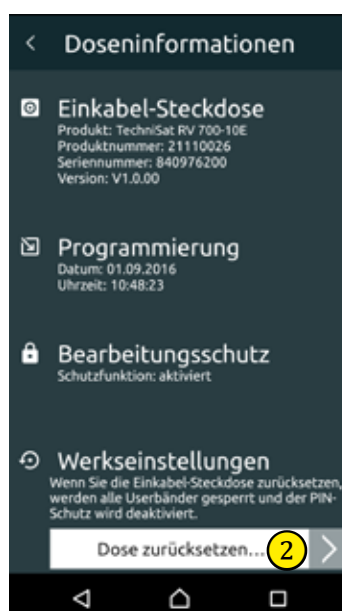 Doseninformationen
Einkabel-Steckdose
Produkt: TechniSat RV 700-10E
Produktnummer: 21110026
Seriennummer: 840976200
Version: V1.0.00
Programmierung
Datum: 01.09.2016
Uhrzeit: 10:48:23
Bearbeitungsschutz
Schutzfunktion: aktiviert
Werkseinstellungen
Wenn Sie die Einkabel-Steckdose zurücksetzen,
werden alle Userbänder gesperrt und der PIN-
Schutz wird deaktiviert.
Dose zurücksetzen... 2